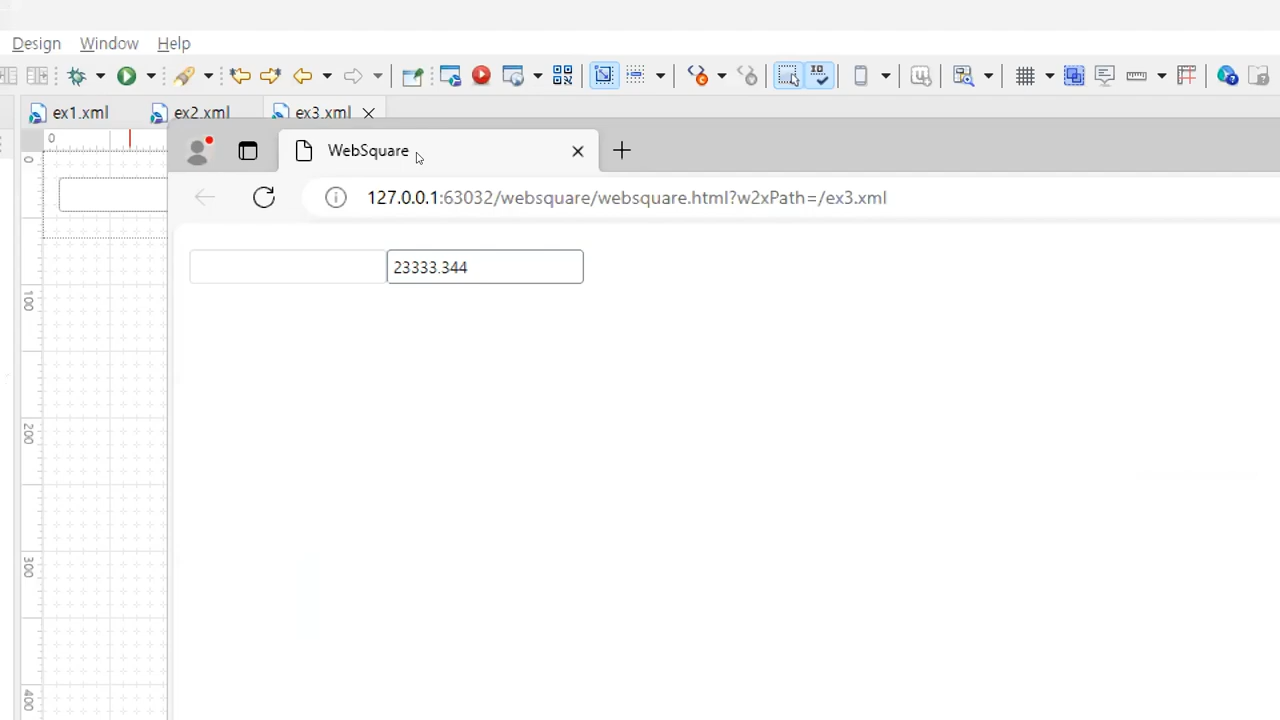 Design Window Help
ex1.xml ex2.xml ex3.xml
0
WebSquare
0
127.0.0.1:63032/websquare/websquare.html?w2xPath=/ex3.xml
23333.344
100
200
300
400